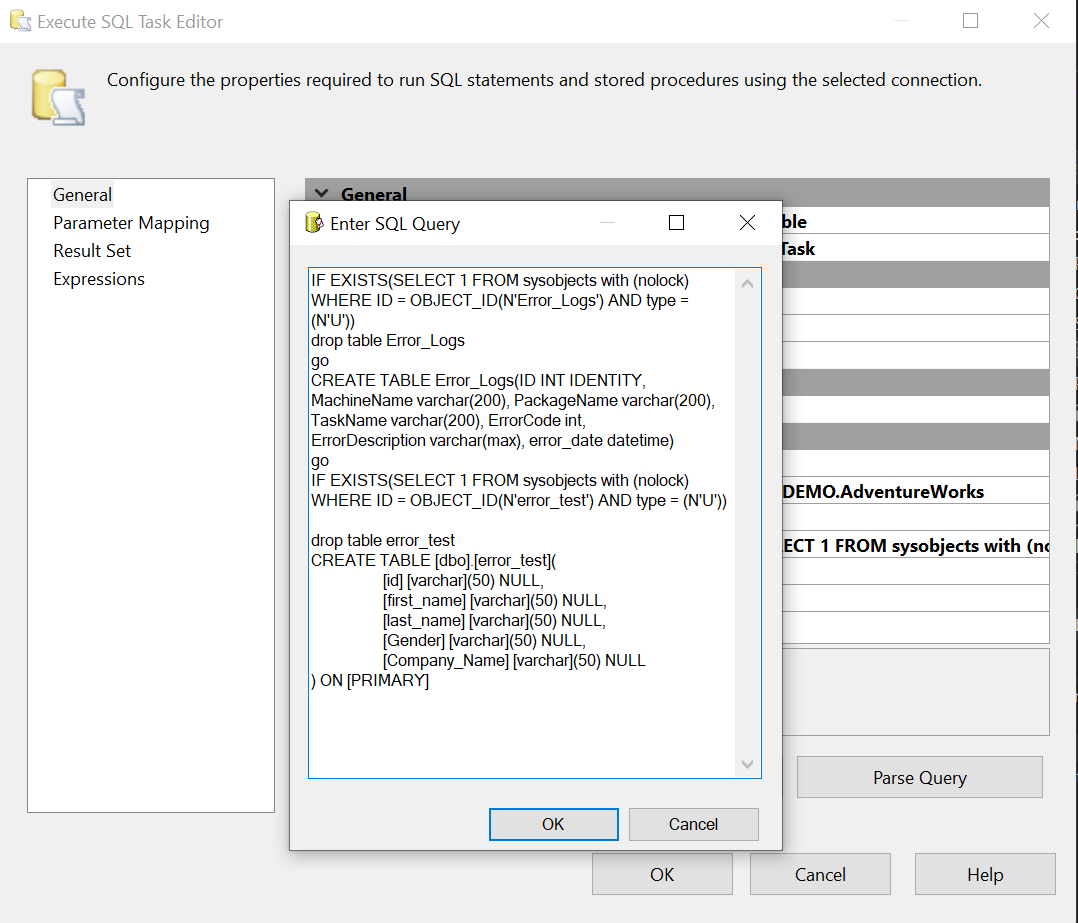 Execute SQL Task Editor
Configure the properties required to run SQL statements and stored procedures using the selected connection.
General
Parameter Mapping
Result Set
Expressions
General
Enter SQL Query
IF EXISTS(SELECT 1 FROM sysobjects with (nolock)
WHERE ID = OBJECT_ID(N'Error_Logs') AND type =
(N'U'))
drop table Error_Logs
go
CREATE TABLE Error_Logs(ID INT IDENTITY,
MachineName varchar(200), PackageName varchar(200),
TaskName varchar(200), ErrorCode int,
ErrorDescription varchar(max), error_date datetime)
go
IF EXISTS(SELECT 1 FROM sysobjects with (nolock)
WHERE ID = OBJECT_ID(N'error_test') AND type = (N'U'))
drop table error_test
CREATE TABLE [dbo].[error_test](
[id] [varchar](50) NULL,
[first_name] [varchar](50) NULL,
[last_name] [varchar](50) NULL,
[Gender] [varchar](50) NULL,
[Company_Name] [varchar](50) NULL
) ON [PRIMARY]
OK
Cancel
Task
DEMO.AdventureWorks
1 FROM sysobjects with
Parse Query
OK
Cancel
Help